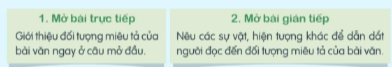 1. Mở bài trực tiếp
Giới thiệu đối tượng miêu tả của
bài văn ngay ở câu mở đầu.
2. Mở bài gián tiếp
Nêu các sự vật, hiện tượng khác để dẫn dắt
người đọc đến đối tượng miêu tả của bài văn.